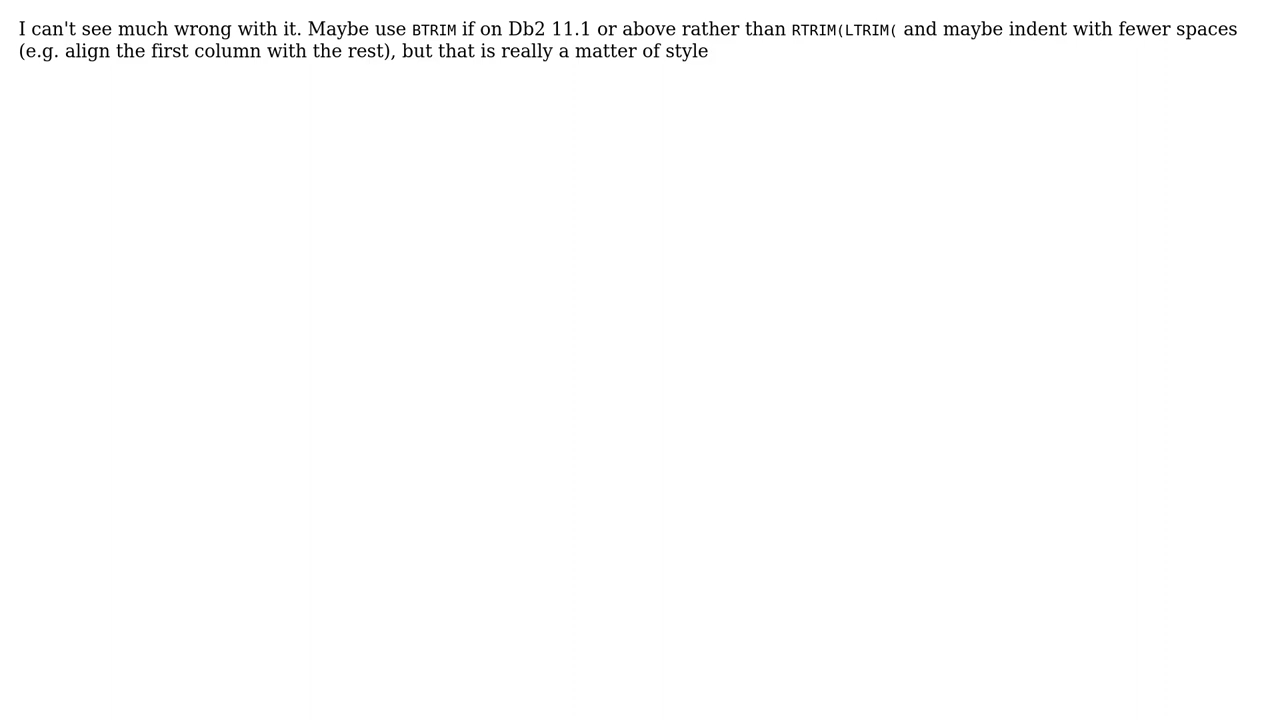 I can't see much wrong with it. Maybe use BTRIM if on Db2 11.1 or above rather than RTRIM(LTRIM( and maybe indent with fewer spaces
(e.g. align the first column with the rest), but that is really a matter of style